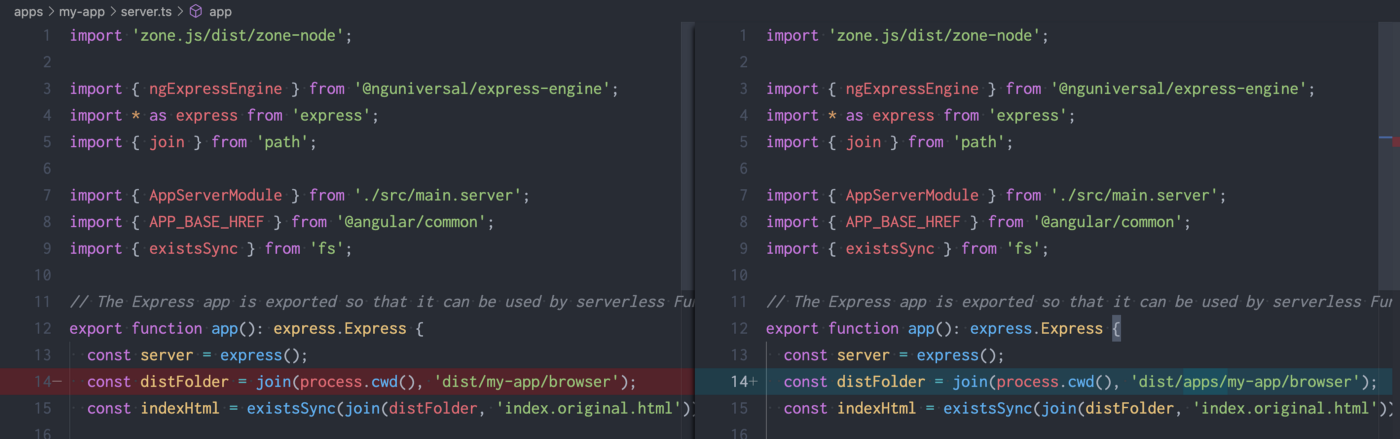 apps > my-app > server.ts > app
1 import 'zone.js/dist/zone-node';
2
3 import { ngExpressEngine } from '@nguniversal/express-engine';
4 import * as express from 'express';
5 import { join } from 'path';
6
7 import { AppServerModule } from './src/main.server';
8 import { APP_BASE_HREF } from '@angular/common';
9 import { existsSync } from 'fs';
10
11 // The Express app is exported so that it can be used by serverless Fun
12 export function app(): express.Express {
13 const server = express();
14− const distFolder = join(process.cwd(), 'dist/my-app/browser');
15 const indexHtml = existsSync(join(distFolder, 'index.original.html')
16
1 import 'zone.js/dist/zone-node';
2
3 import { ngExpressEngine } from '@nguniversal/express-engine';
4 import * as express from 'express';
5 import { join } from 'path';
6
7 import { AppServerModule } from './src/main.server';
8 import { APP_BASE_HREF } from '@angular/common';
9 import { existsSync } from 'fs';
10
11 // The Express app is exported so that it can be used by serverless Fun
12 export function app(): express.Express {
13 const server = express();
14+ const distFolder = join(process.cwd(), 'dist/apps/my-app/browser');
15 const indexHtml = existsSync(join(distFolder, 'index.original.html'))
16